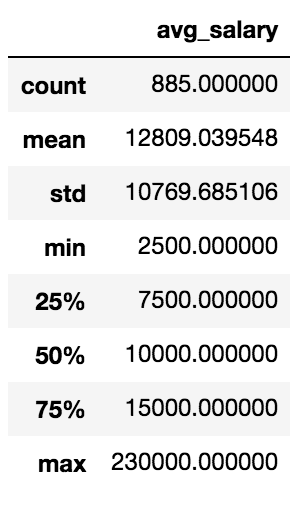 avg_salary
count 885.000000
mean 12809.039548
std 10769.685106
min 2500.000000
25% 7500.000000
50% 10000.000000
75% 15000.000000
max 230000.000000